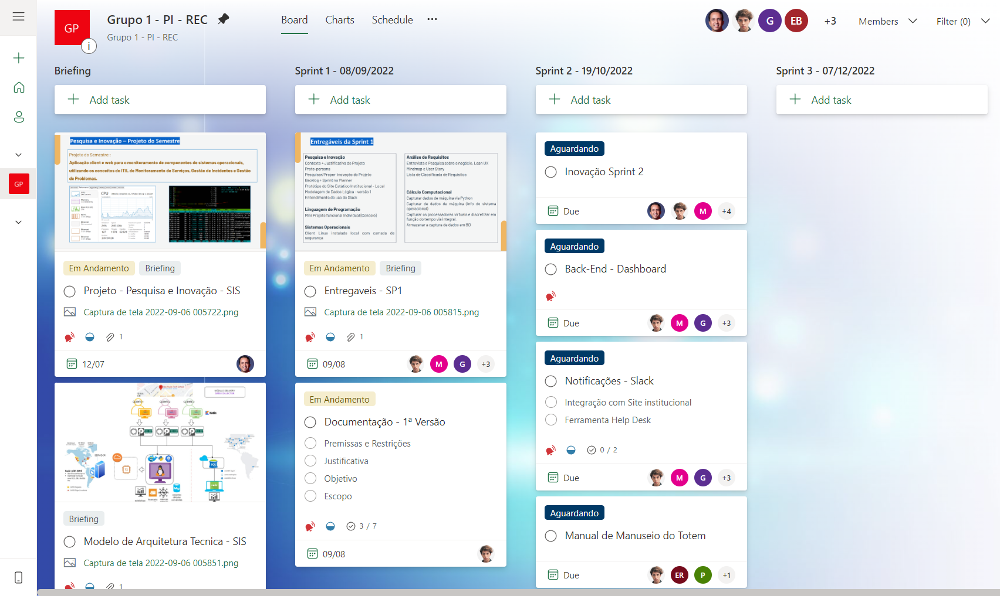 GP
Grupo 1 - PI - REC
Grupo 1 - PI - REC
i
Board
Charts
Schedule
G
EB
+3
Members
Filter (0)
GP
Briefing
Add task
Pesquisa e Inovação – Projeto do Semestre
Projeto do Semestre :
Aplicação client e web para o monitoramento de componentes de sistemas operacionais,
utilizando os conceitos do ITIL de Monitoramento de Serviços, Gestão de Incidentes e Gestão
de Problemas.
CPU
Em Andamento
Briefing
Projeto - Pesquisa e Inovação - SIS
Captura de tela 2022-09-06 005722.png
1
12/07
SERVIDOR
SQL
Briefing
Modelo de Arquitetura Tecnica - SIS
Captura de tela 2022-09-06 005851.png
1
Sprint 1 - 08/09/2022
Add task
Entregáveis da Sprint 1
Pesquisa e Inovação
Contexto + Justificativa do Projeto
Proto-persona
Pesquisar/Propor inovação do Projeto
Backlog + Sprint no Planner
Protótipo do Site Estático Institucional - Local
Modelagem de Dados Lógica - versão 1
Entendimento do uso do Slack
Linguagem de Programação
Mini Projeto funcional Individual (Console)
Sistemas Operacionais
Client Linux instalado local com camada de
segurança
Análise de Requisitos
Entrevista e Pesquisa sobre o negócio, Lean UX
Mindmap e User Story
Lista de Classificada de Requisitos
Cálculo Computacional
Capturar dados de máquina via Python
Capturar de dados de máquina (info do sistema
operacional)
Capturar os processadores virtuais e discretizar em
função do tempo via integral.
Armazenar a captura de dados em BD
Em Andamento
Briefing
Entregaveis - SP1
Captura de tela 2022-09-06 005815.png
1
09/08
M
G
+3
Em Andamento
Documentação - 1ª Versão
Premissas e Restrições
Justificativa
Objetivo
Escopo
3 / 7
09/08
Sprint 2 - 19/10/2022
Add task
Aguardando
Inovação Sprint 2
Due
M
+4
Aguardando
Back-End - Dashboard
Due
M
G
+3
Aguardando
Notificações - Slack
Integração com Site institucional
Ferramenta Help Desk
0 / 2
Due
M
G
+3
Aguardando
Manual de Manuseio do Totem
Due
ER
P
+1
Sprint 3 - 07/12/2022
Add task